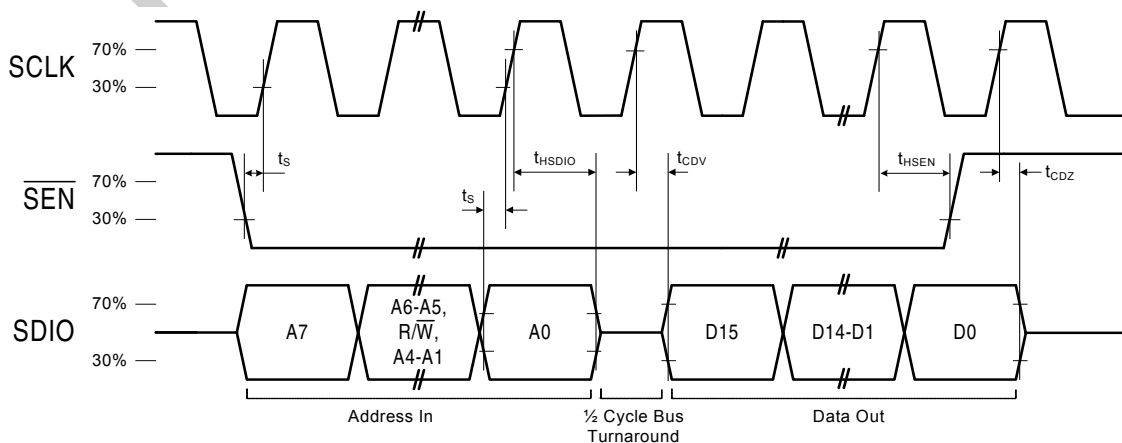 SCLK
70%
30%
SEN
70%
30%
tS
tHSDIO
tCDV
tHSEN
tCDZ
tS
SDIO
70%
30%
A7
A6-A5,
R/W,
A4-A1
A0
D15
D14-D1
D0
Address In
½ Cycle Bus
Turnaround
Data Out